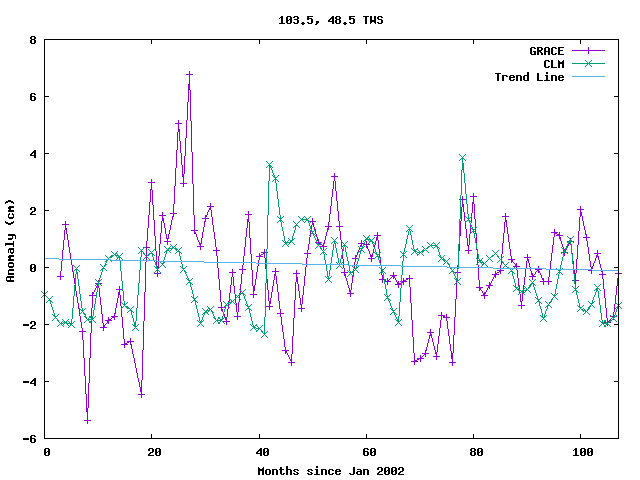 103.5, 48.5 TWS
GRACE
CLM
Trend Line
8
6
4
2
0
-2
-4
-6
Anomaly (cm)
0 20 40 60 80 100
Months since Jan 2002